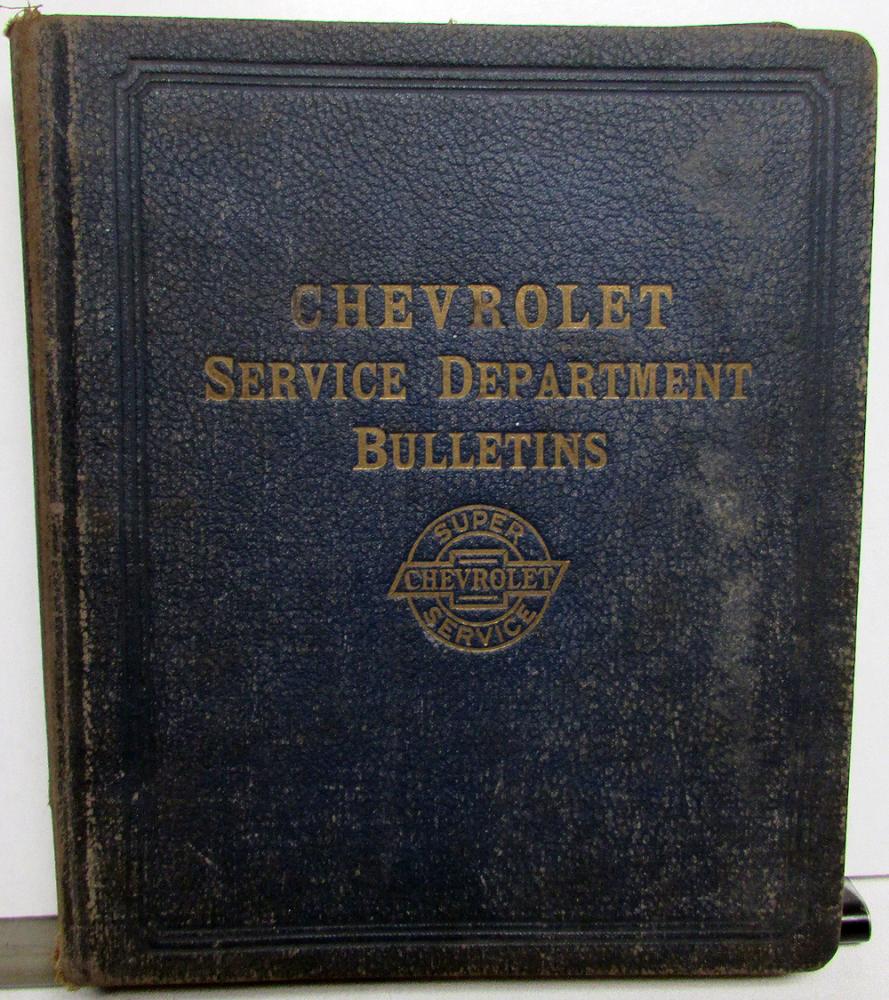 CHEVROLET
SERVICE DEPARTMENT
BULLETINS
SUPER
CHEVROLET
SERVICE